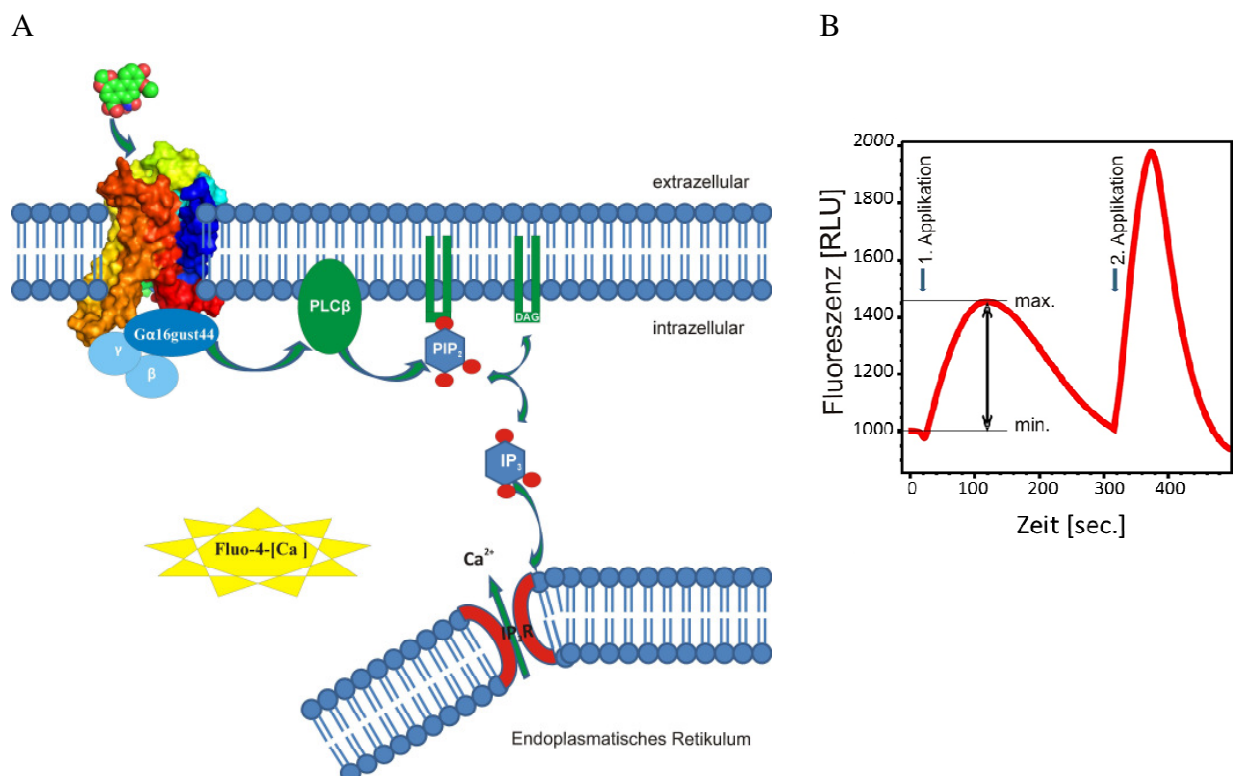 A
B
extrazellular
intrazellular
Gα16gust44
γ
β
PLCβ
PIP₂
DAG
IP₃
Fluo-4-[Ca ]
Ca²⁺
IP₃R
Endoplasmatisches Retikulum
Fluoreszenz [RLU]
2000
1800
1600
1400
1200
1000
1. Applikation
2. Applikation
max.
min.
0 100 200 300 400
Zeit [sec.]